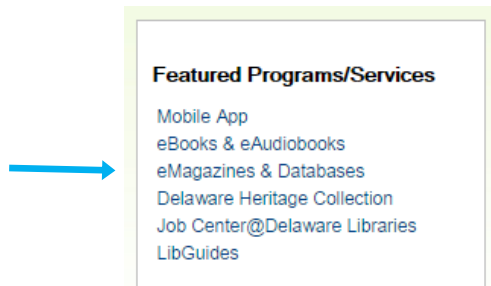 Featured Programs/Services
Mobile App
eBooks & eAudiobooks
eMagazines & Databases
Delaware Heritage Collection
Job Center@Delaware Libraries
LibGuides